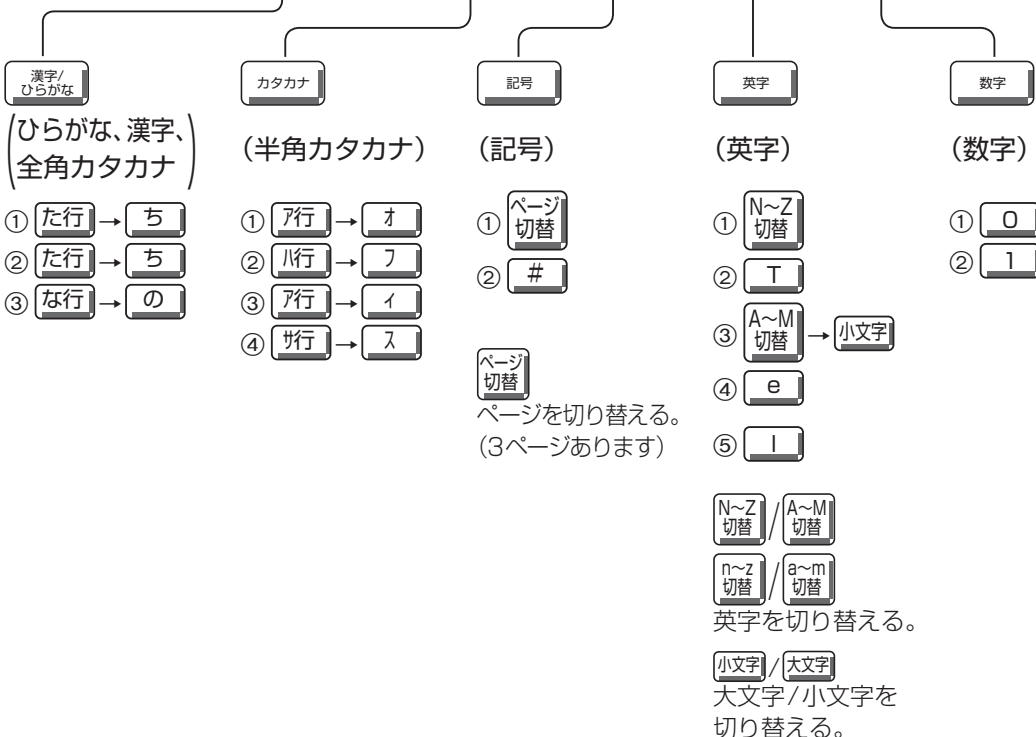 漢字/
ひらがな
(ひらがな、漢字、
全角カタカナ)
① た行 → ち
② た行 → ち
③ な行 → の
カタカナ
(半角カタカナ)
① ｱ行 → ｵ
② ﾊ行 → ﾌ
③ ｱ行 → ｨ
④ ｻ行 → ｽ
記号
(記号)
① ページ
切替
② #
ページ
切替
ページを切り替える。
(3ページあります)
英字
(英字)
① N～Z
切替
② T
③ A～M
切替 → 小文字
④ e
⑤ l
N～Z
切替 / A～M
切替
n～z
切替 / a～m
切替
英字を切り替える。
小文字/大文字
大文字/小文字を
切り替える。
数字
(数字)
① 0
② 1